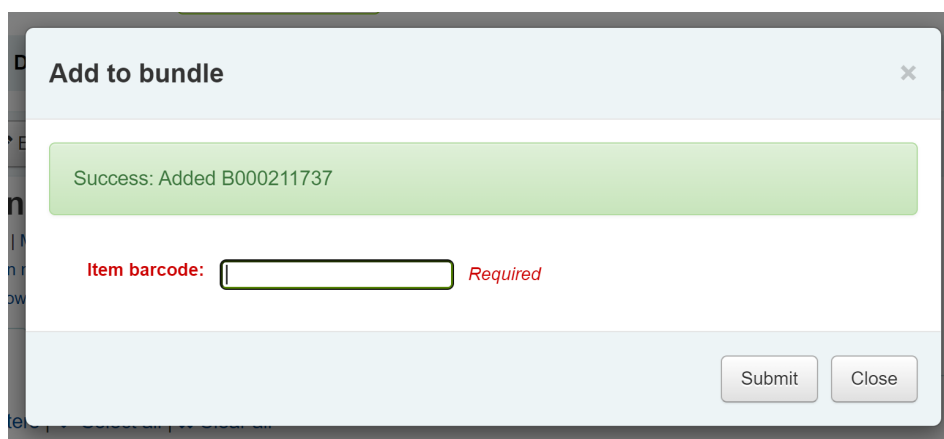 Add to bundle
×
Success: Added B000211737
Item barcode:
Required
Submit
Close